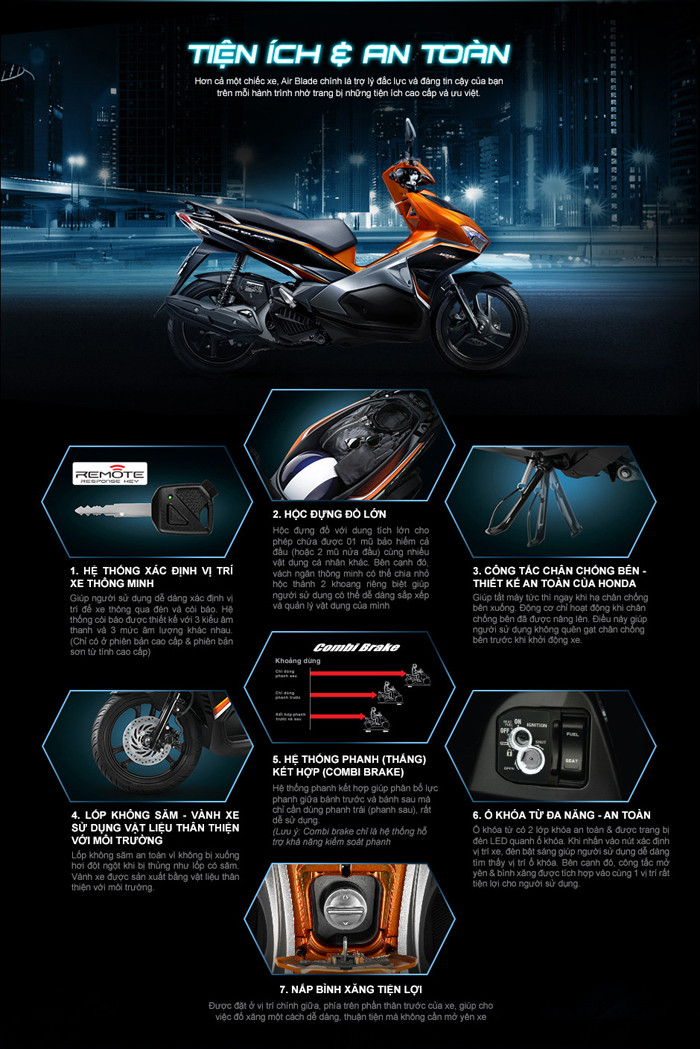 TIỆN ÍCH & AN TOÀN
Hơn cả một chiếc xe, Air Blade chính là trợ lý đắc lực và đáng tin cậy của bạn
trên mỗi hành trình nhờ trang bị những tiện ích cao cấp và ưu việt.
AIR BLADE
REMOTE
RESPONSE KEY
1. HỆ THỐNG XÁC ĐỊNH VỊ TRÍ
XE THÔNG MINH
Giúp người sử dụng dễ dàng xác định vị
trí để xe thông qua đèn và còi báo. Hệ
thống còi báo được thiết kế với 3 kiểu âm
thanh và 3 mức âm lượng khác nhau.
(Chỉ có ở phiên bản cao cấp & phiên bản
sơn từ tính cao cấp)
2. HỘC ĐỰNG ĐỒ LỚN
Hộc đựng đồ với dung tích lớn cho
phép chứa được 01 mũ bảo hiểm cả
đầu (hoặc 2 mũ nửa đầu) cùng nhiều
vật dụng cá nhân khác. Bên cạnh đó,
vách ngăn thông minh có thể chia nhỏ
hộc thành 2 khoang riêng biệt giúp
người sử dụng có thể dễ dàng sắp xếp
và quản lý vật dụng của mình
3. CÔNG TẮC CHÂN CHỐNG BÊN -
THIẾT KẾ AN TOÀN CỦA HONDA
Giúp tắt máy tức thì ngay khi hạ chân chống
bên xuống. Động cơ chỉ hoạt động khi chân
chống bên đã được nâng lên. Điều này giúp
người sử dụng không quên gạt chân chống
bên trước khi khởi động xe.
4. LỐP KHÔNG SĂM - VÀNH XE
SỬ DỤNG VẬT LIỆU THÂN THIỆN
VỚI MÔI TRƯỜNG
Lốp không săm an toàn vì không bị xuống
hơi đột ngột khi bị thủng như lốp có săm.
Vành xe được sản xuất bằng vật liệu thân
thiện với môi trường.
Combi Brake
Khoảng dừng
Chỉ dùng
phanh sau
Chỉ dùng
phanh trước
Kết hợp phanh
trước và sau
5. HỆ THỐNG PHANH (THẮNG)
KẾT HỢP (COMBI BRAKE)
Hệ thống phanh kết hợp giúp phân bổ lực
phanh giữa bánh trước và bánh sau mà
chỉ cần dùng phanh trái (phanh sau), rất
dễ sử dụng.
(Lưu ý: Combi brake chỉ là hệ thống hỗ
trợ khả năng kiểm soát phanh
ON
IGNITION
OFF
OPEN
FUEL
SEAT
6. Ổ KHÓA TỪ ĐA NĂNG - AN TOÀN
Ổ khóa từ có 2 lớp khóa an toàn & được trang bị
đèn LED quanh ổ khóa. Khi nhấn vào nút xác định
vị trí xe, đèn bật sáng giúp người sử dụng dễ dàng
tìm thấy vị trí ổ khóa. Bên cạnh đó, công tắc mở
yên & bình xăng được tích hợp vào cùng 1 vị trí rất
tiện lợi cho người sử dụng.
7. NẮP BÌNH XĂNG TIỆN LỢI
Được đặt ở vị trí chính giữa, phía trên phần thân trước của xe, giúp cho
việc đổ xăng một cách dễ dàng, thuận tiện mà không cần mở yên xe